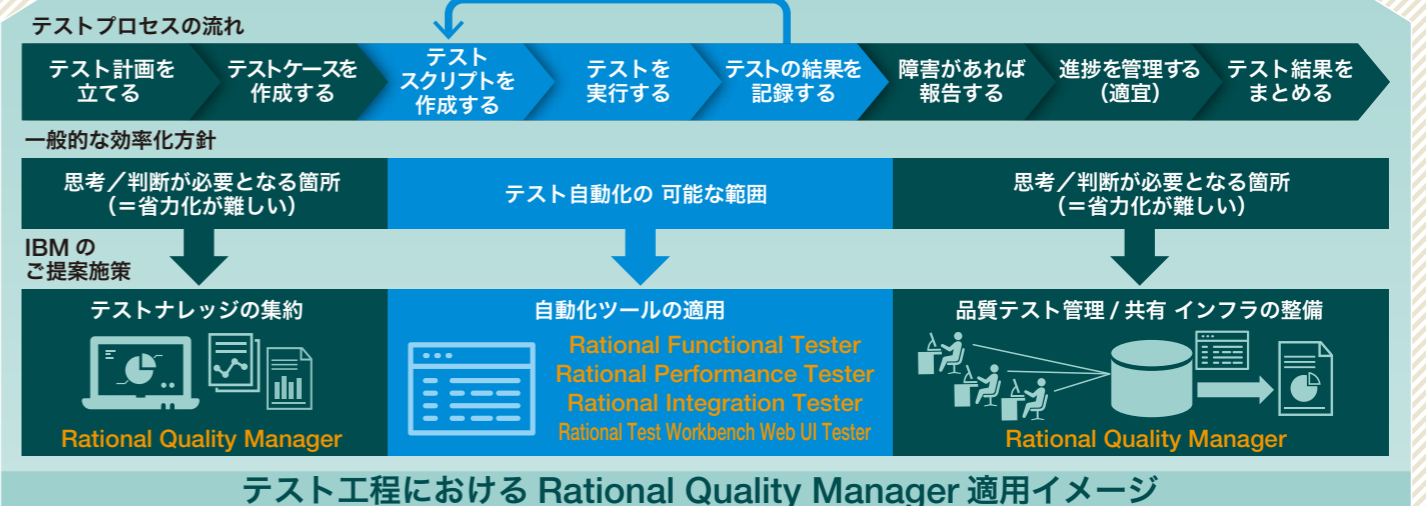 テストプロセスの流れ
テスト計画を
立てる
テストケースを
作成する
テスト
スクリプトを
作成する
テストを
実行する
テストの結果を
記録する
障害があれば
報告する
進捗を管理する
（適宜）
テスト結果を
まとめる
一般的な効率化方針
思考／判断が必要となる箇所
（＝省力化が難しい）
テスト自動化の 可能な範囲
思考／判断が必要となる箇所
（＝省力化が難しい）
IBM の
ご提案施策
テストナレッジの集約
Rational Quality Manager
自動化ツールの適用
Rational Functional Tester
Rational Performance Tester
Rational Integration Tester
Rational Test Workbench Web UI Tester
品質テスト管理 / 共有 インフラの整備
Rational Quality Manager
テスト工程における Rational Quality Manager 適用イメージ